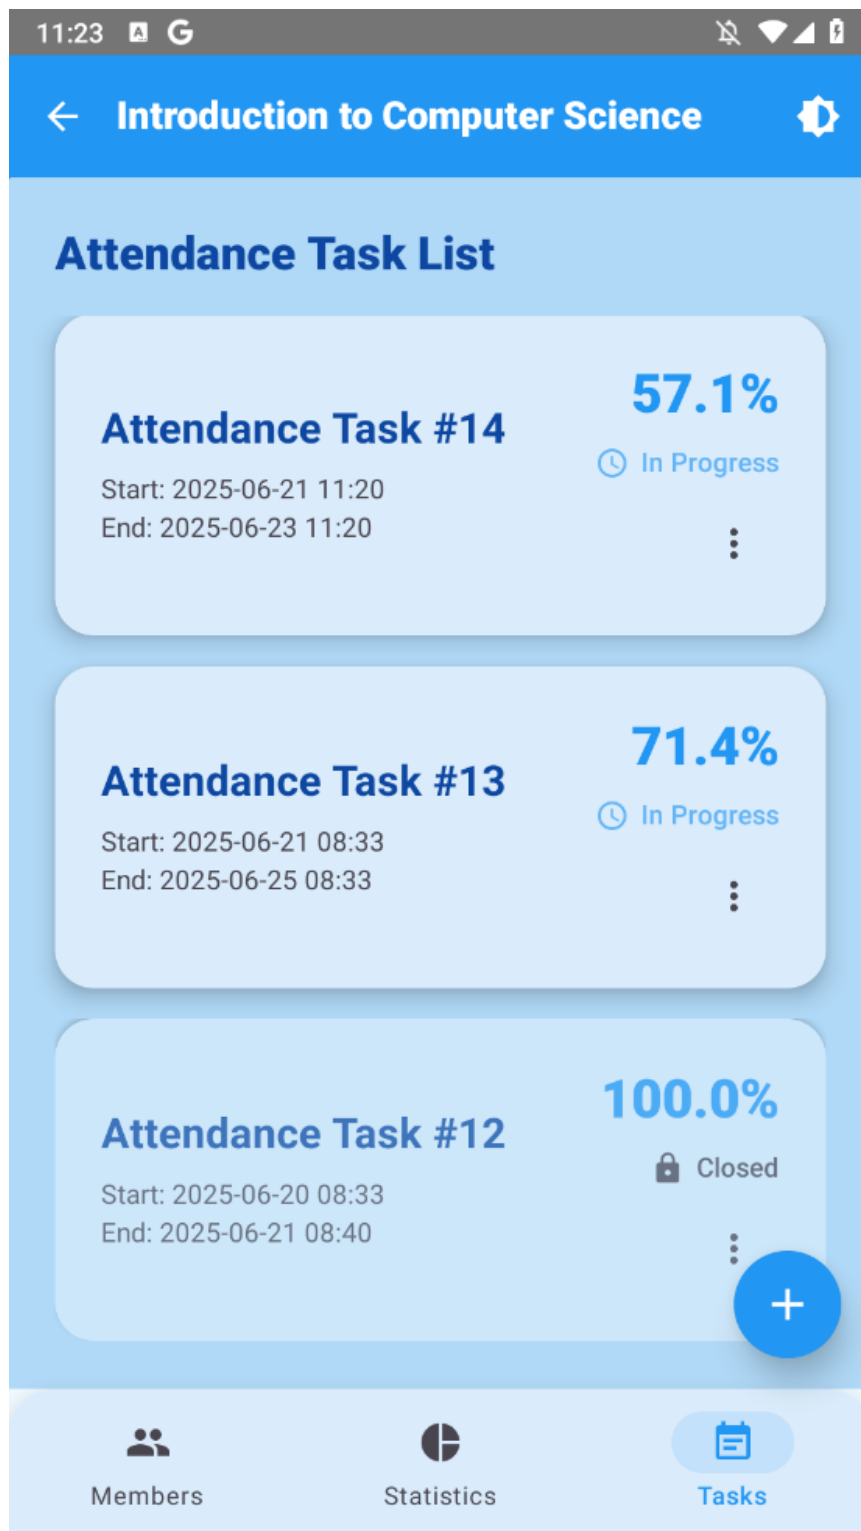 11:23
Introduction to Computer Science
Attendance Task List
57.1%
Attendance Task #14
In Progress
Start: 2025-06-21 11:20
End: 2025-06-23 11:20
71.4%
Attendance Task #13
In Progress
Start: 2025-06-21 08:33
End: 2025-06-25 08:33
100.0%
Attendance Task #12
Closed
Start: 2025-06-20 08:33
End: 2025-06-21 08:40
Members Statistics Tasks